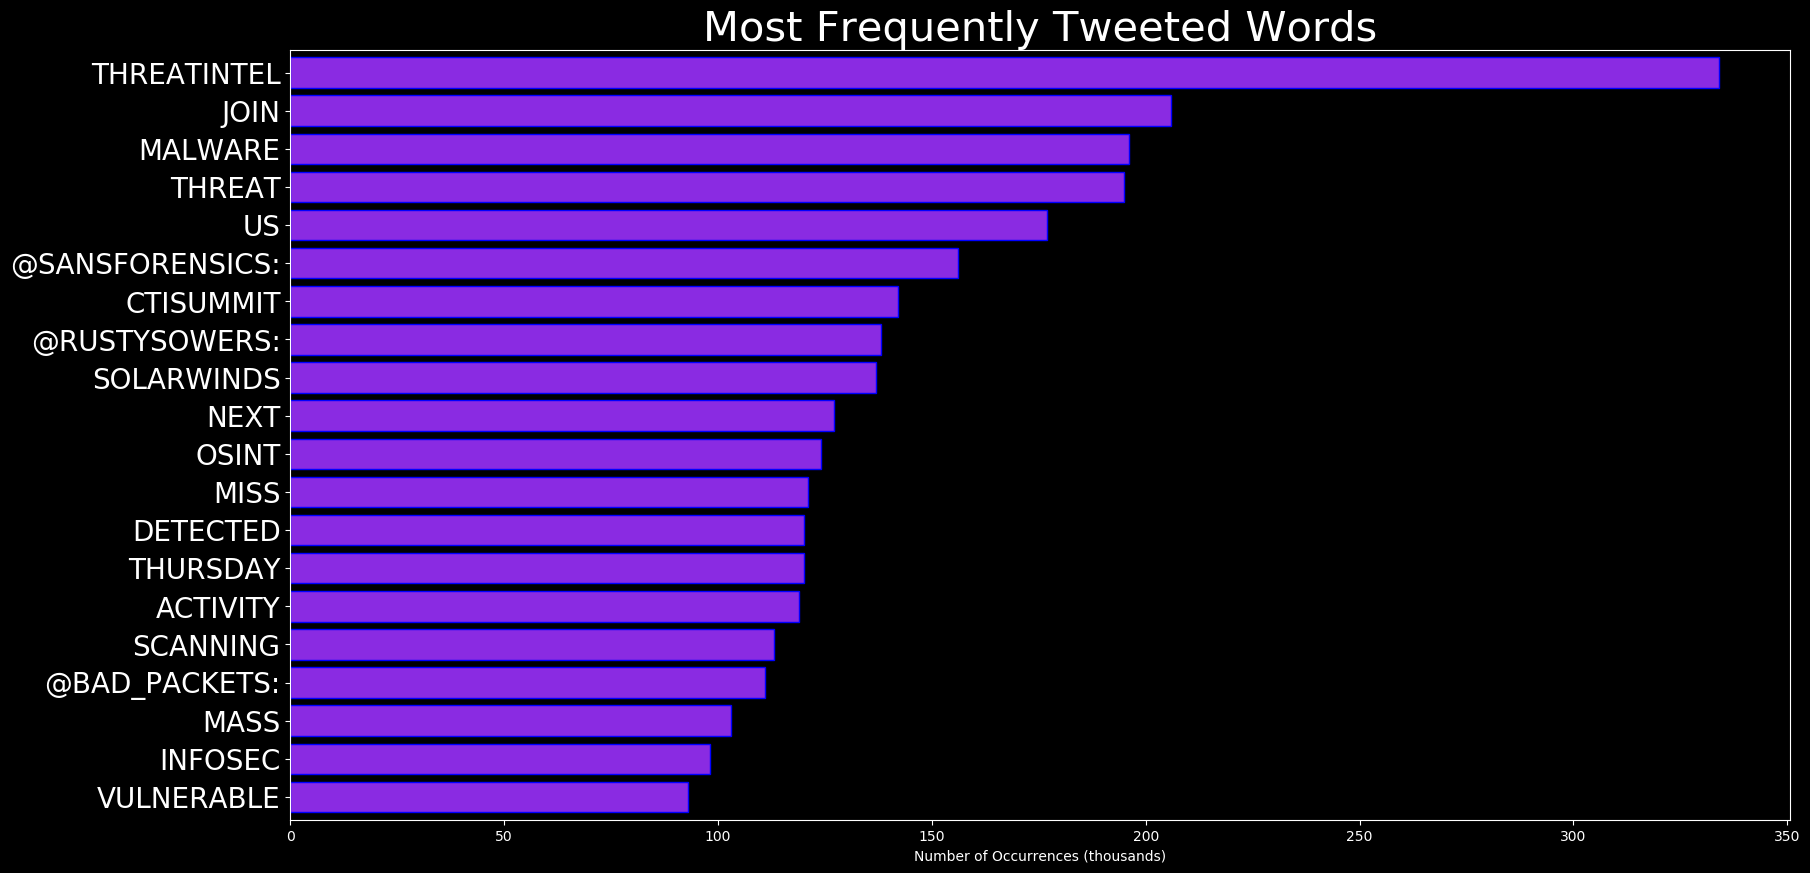 Most Frequently Tweeted Words
THREATINTEL
JOIN
MALWARE
THREAT
US
@SANSFORENSICS:
CTISUMMIT
@RUSTYSOWERS:
SOLARWINDS
NEXT
OSINT
MISS
DETECTED
THURSDAY
ACTIVITY
SCANNING
@BAD_PACKETS:
MASS
INFOSEC
VULNERABLE
0 50 100 150 200 250 300 350
Number of Occurrences (thousands)